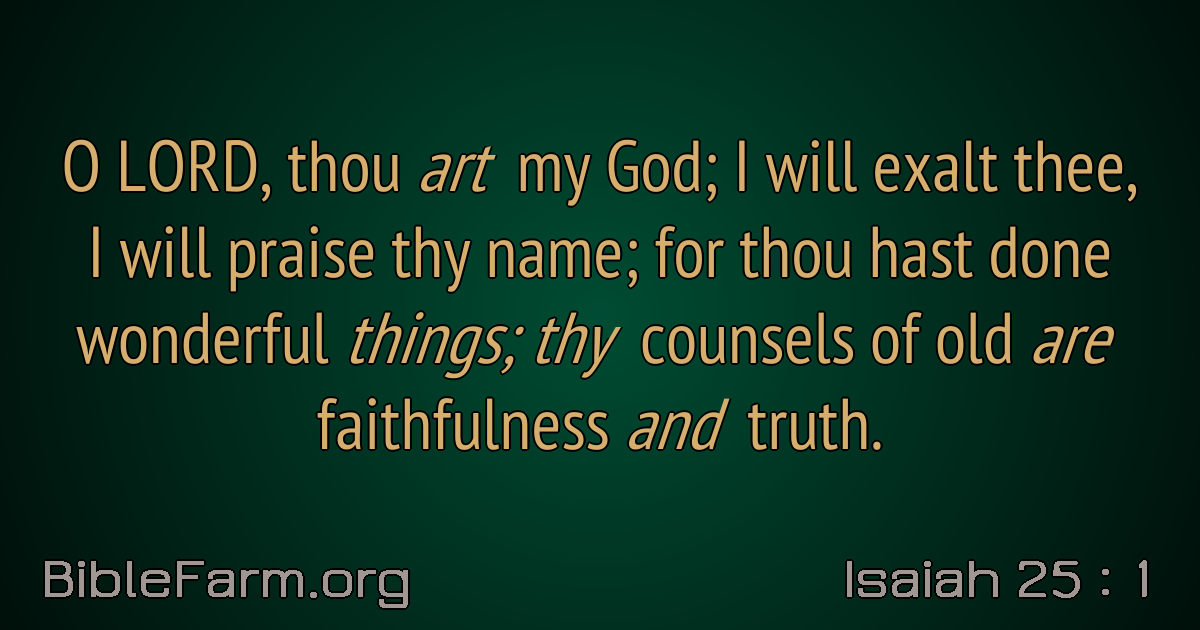 O LORD, thou art my God; I will exalt thee,
I will praise thy name; for thou hast done
wonderful things; thy counsels of old are
faithfulness and truth.
BibleFarm.org
Isaiah 25 : 1